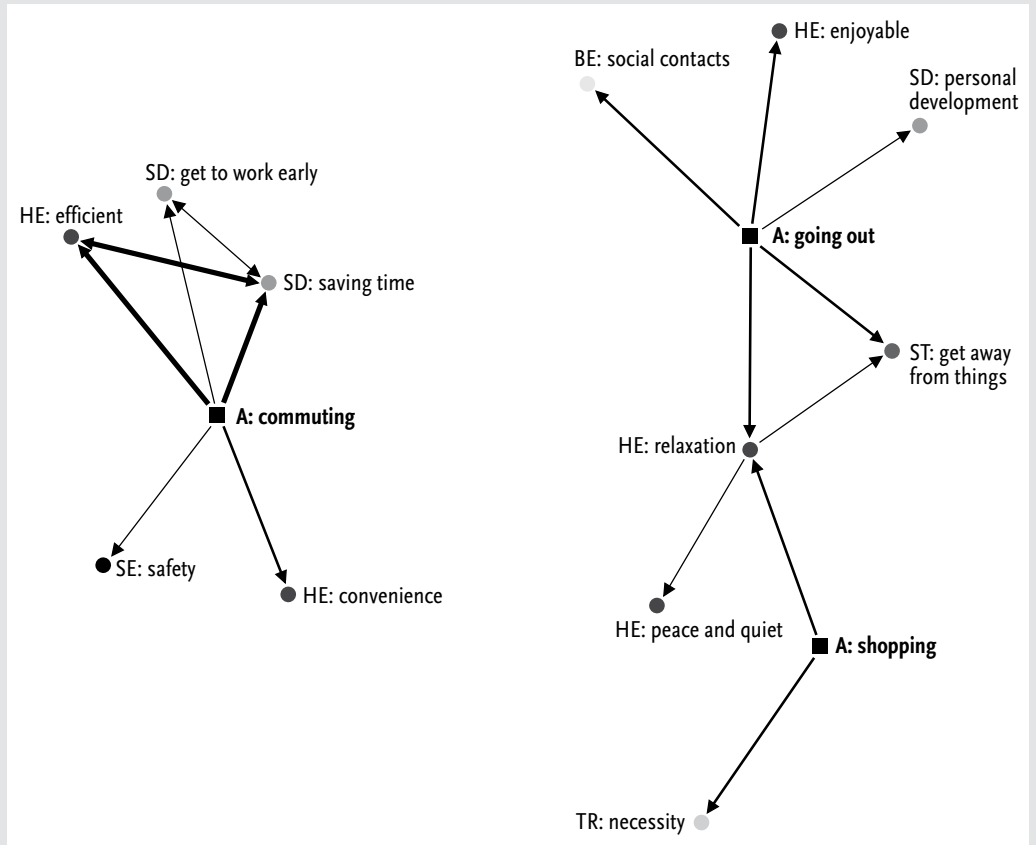 HE: enjoyable
BE: social contacts
SD: personal
development
SD: get to work early
HE: efficient
A: going out
SD: saving time
ST: get away
from things
A: commuting
HE: relaxation
SE: safety
HE: convenience
HE: peace and quiet
A: shopping
TR: necessity